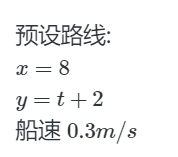 预设路线:
x = 8
y = t + 2
船速 0.3m/s